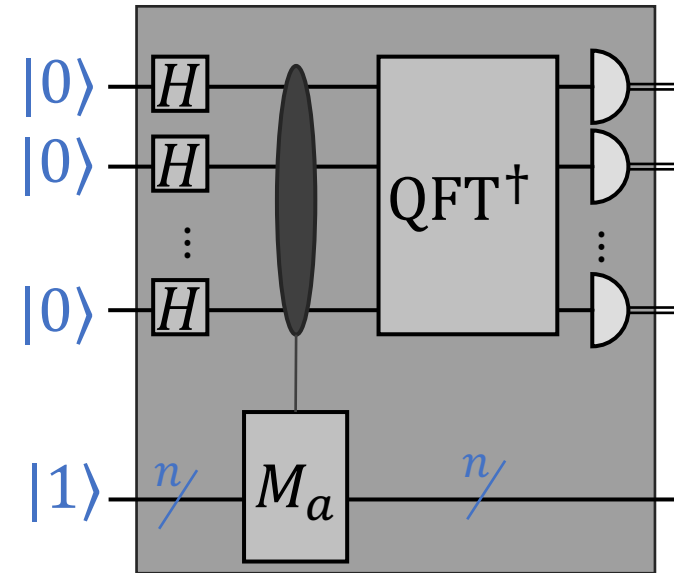 |0⟩ H
|0⟩ H
QFT†
⋮ ⋮
|0⟩ H
|1⟩ n M_a n